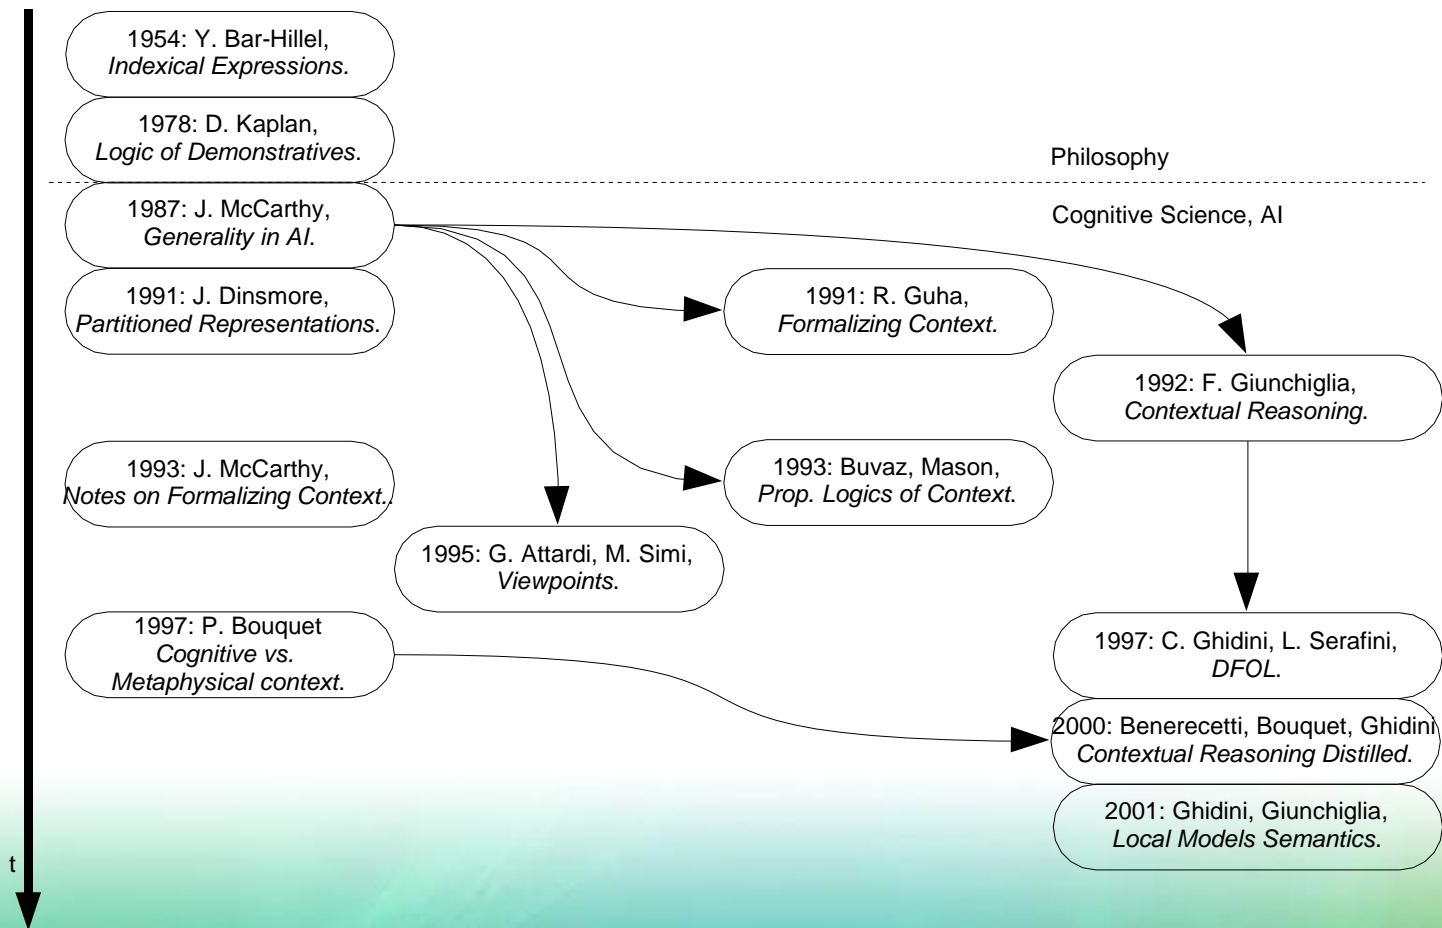 1954: Y. Bar-Hillel,
Indexical Expressions.
1978: D. Kaplan,
Logic of Demonstratives.
Philosophy
Cognitive Science, AI
1987: J. McCarthy,
Generality in AI.
1991: J. Dinsmore,
Partitioned Representations.
1991: R. Guha,
Formalizing Context.
1992: F. Giunchiglia,
Contextual Reasoning.
1993: J. McCarthy,
Notes on Formalizing Context..
1993: Buvaz, Mason,
Prop. Logics of Context.
1995: G. Attardi, M. Simi,
Viewpoints.
1997: P. Bouquet
Cognitive vs.
Metaphysical context.
1997: C. Ghidini, L. Serafini,
DFOL.
2000: Benerecetti, Bouquet, Ghidini
Contextual Reasoning Distilled.
2001: Ghidini, Giunchiglia,
Local Models Semantics.
t